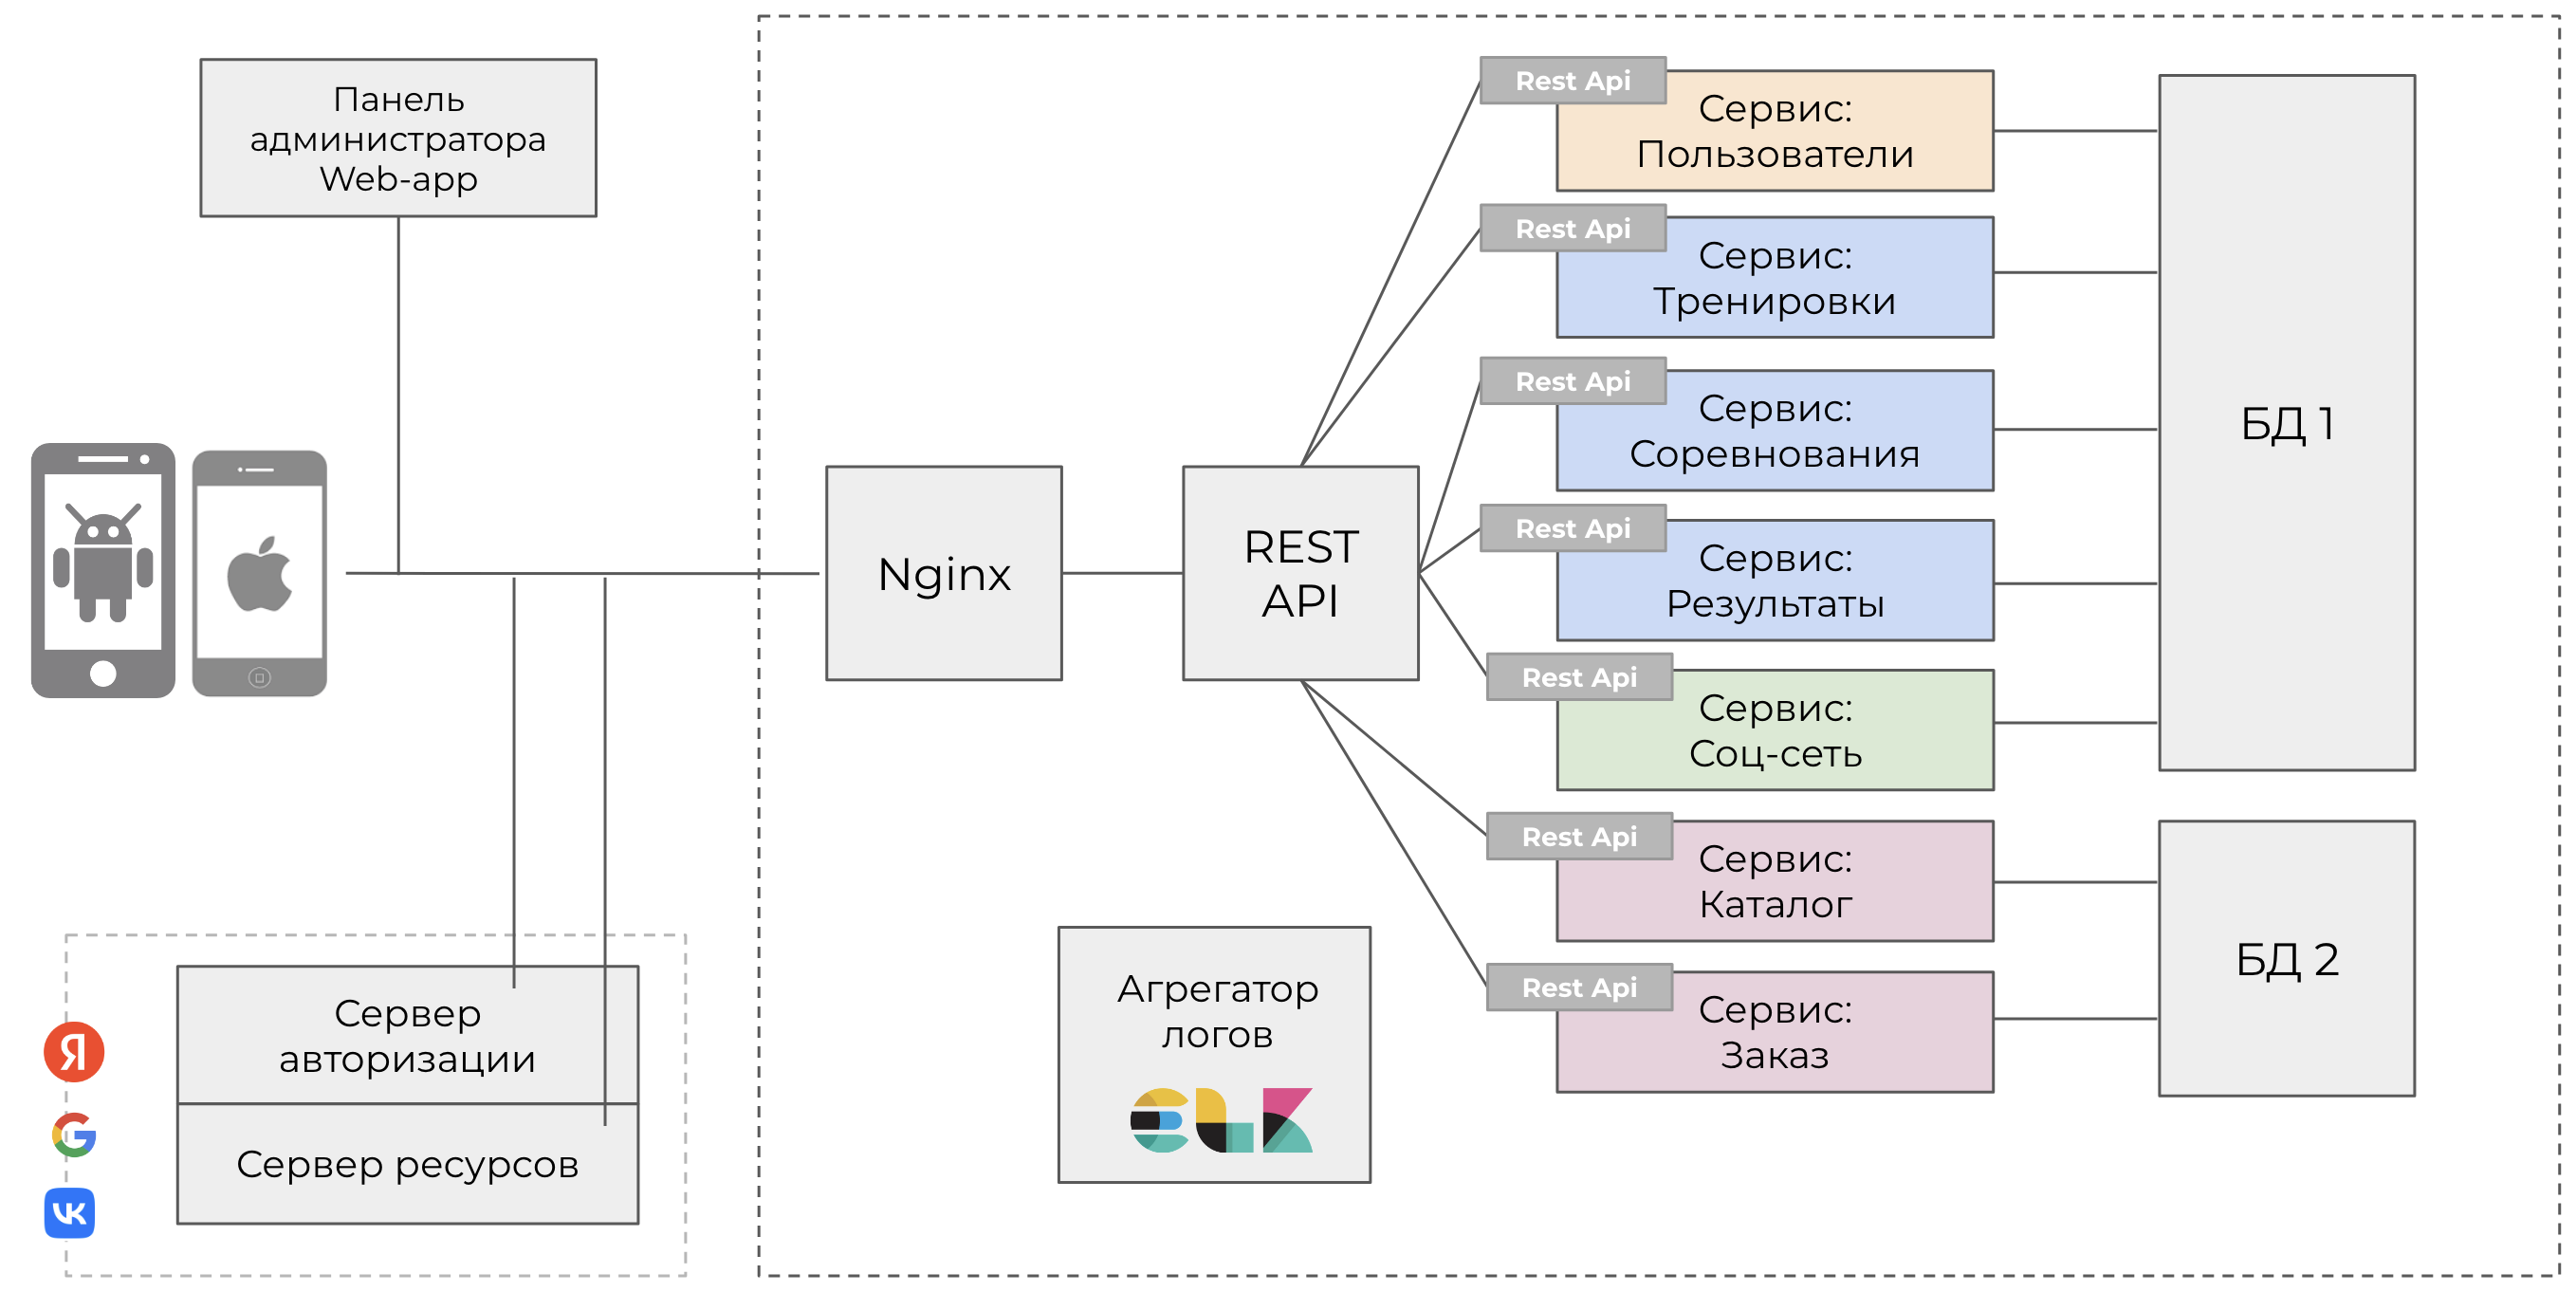 Панель
администратора
Web-app
Nginx
REST
API
Rest Api
Сервис:
Пользователи
Rest Api
Сервис:
Тренировки
Rest Api
Сервис:
Соревнования
Rest Api
Сервис:
Результаты
Rest Api
Сервис:
Соц-сеть
Rest Api
Сервис:
Каталог
Rest Api
Сервис:
Заказ
БД 1
БД 2
Агрегатор
логов
elk
Сервер
авторизации
Сервер ресурсов
Я
G
VK